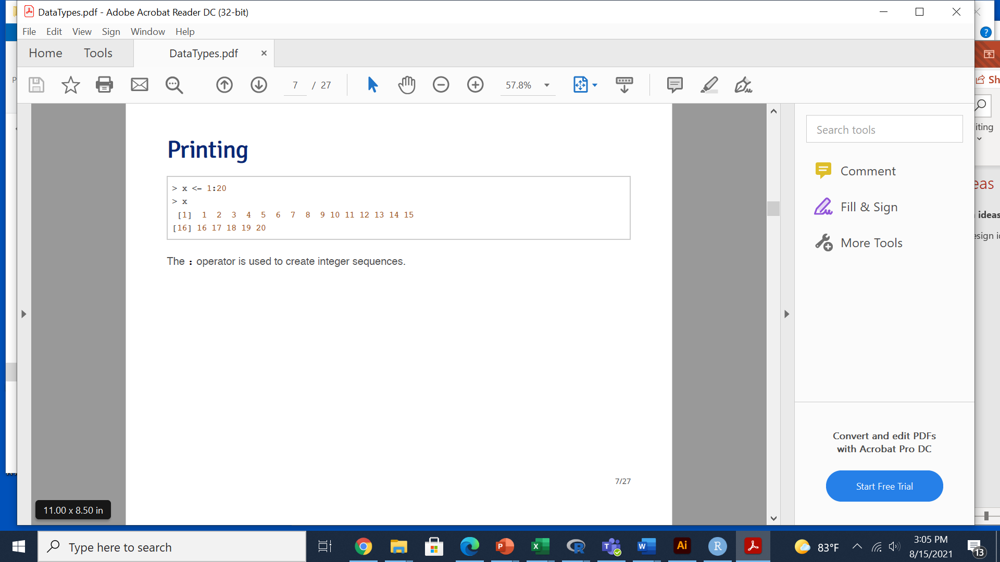 DataTypes.pdf - Adobe Acrobat Reader DC (32-bit)
File Edit View Sign Window Help
Home Tools DataTypes.pdf
7 / 27 57.8%
Sh
Printing
> x <- 1:20
> x
[1] 1 2 3 4 5 6 7 8 9 10 11 12 13 14 15
[16] 16 17 18 19 20
The : operator is used to create integer sequences.
7/27
11.00 x 8.50 in
Search tools
Comment
Fill & Sign
More Tools
Convert and edit PDFs
with Acrobat Pro DC
Start Free Trial
iting
eas
ideas
esign
Type here to search
83°F
3:05 PM
8/15/2021
13